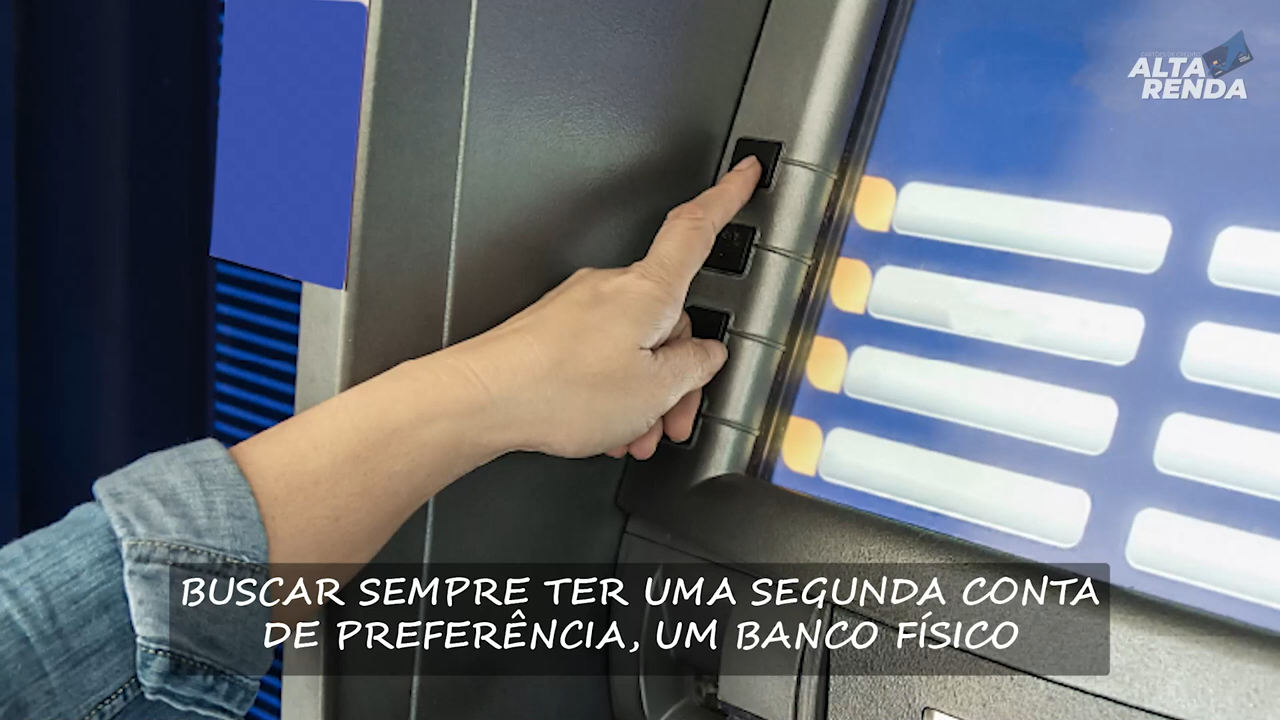 ALTA
RENDA
BUSCAR SEMPRE TER UMA SEGUNDA CONTA
DE PREFERÊNCIA, UM BANCO FÍSICO